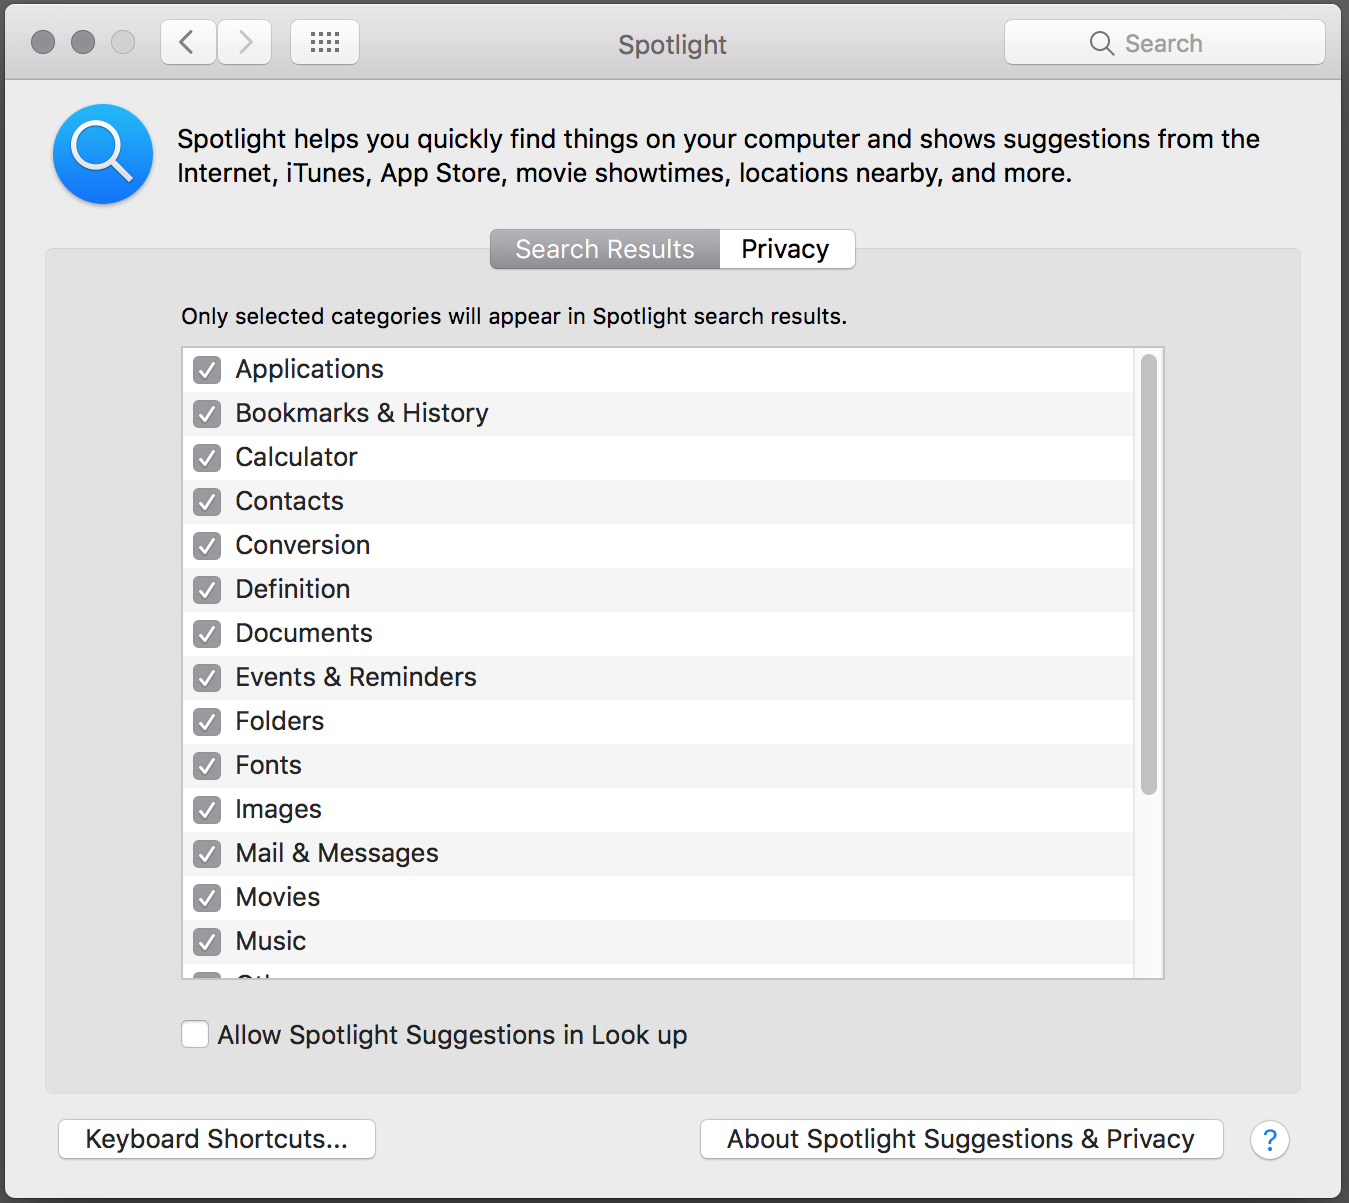 Spotlight
Search
Spotlight helps you quickly find things on your computer and shows suggestions from the
Internet, iTunes, App Store, movie showtimes, locations nearby, and more.
Search Results
Privacy
Only selected categories will appear in Spotlight search results.
Applications
Bookmarks & History
Calculator
Contacts
Conversion
Definition
Documents
Events & Reminders
Folders
Fonts
Images
Mail & Messages
Movies
Music
Allow Spotlight Suggestions in Look up
Keyboard Shortcuts...
About Spotlight Suggestions & Privacy
?